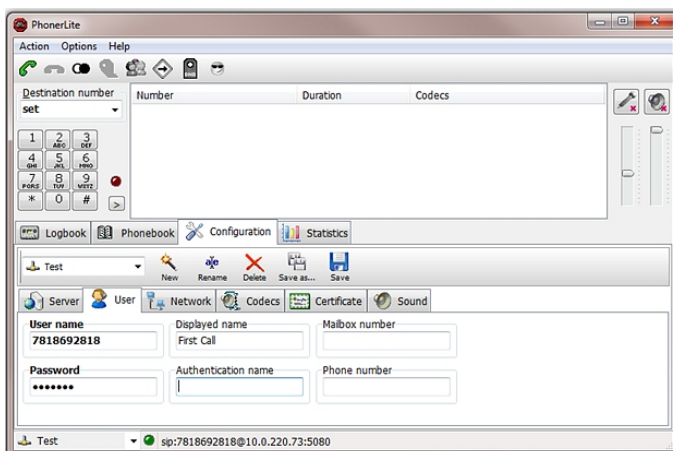 PhonerLite
Action Options Help
Destination number
set
Number Duration Codecs
1 2 ABC 3 DEF
4 GHI 5 JKL 6 MNO
7 PQRS 8 TUV 9 WXYZ
* 0 # >
Logbook Phonebook Configuration Statistics
Test New Rename Delete Save as... Save
Server User Network Codecs Certificate Sound
User name Displayed name Mailbox number
7818692818 First Call
Password Authentication name Phone number
•••••••
Test sip:7818692818@10.0.220.73:5080